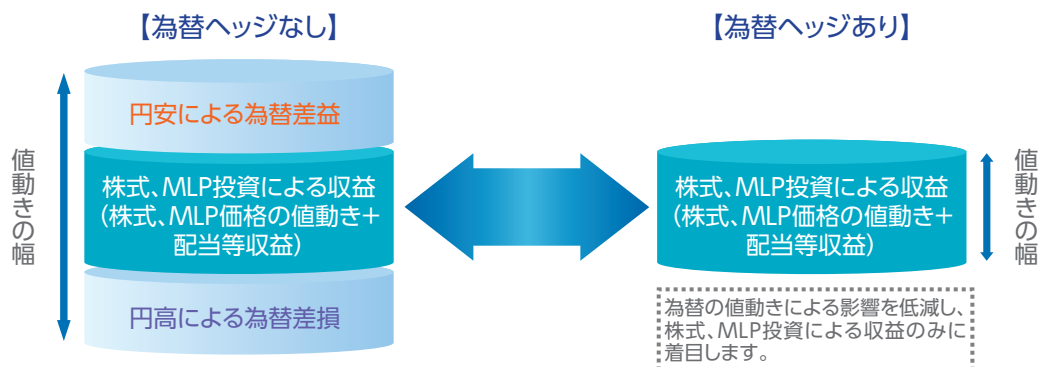 【為替ヘッジなし】
値動きの幅
円安による為替差益
株式、MLP投資による収益
(株式、MLP価格の値動き+
配当等収益)
円高による為替差損
【為替ヘッジあり】
株式、MLP投資による収益
(株式、MLP価格の値動き+
配当等収益)
値動きの幅
為替の値動きによる影響を低減し、
株式、MLP投資による収益のみに
着目します。